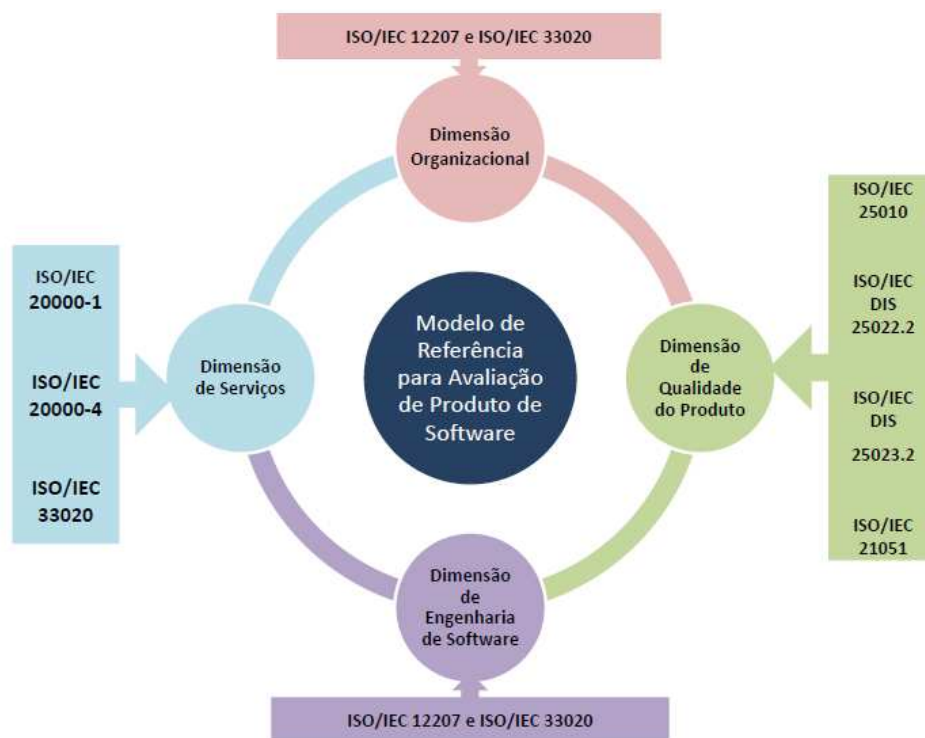 ISO/IEC 12207 e ISO/IEC 33020
Dimensão
Organizacional
ISO/IEC
20000-1
ISO/IEC
20000-4
ISO/IEC
33020
Dimensão
de Serviços
Modelo de
Referência
para Avaliação
de Produto de
Software
Dimensão
de
Qualidade
do Produto
ISO/IEC
25010
ISO/IEC
DIS
25022.2
ISO/IEC
DIS
25023.2
ISO/IEC
21051
Dimensão
de
Engenharia
de Software
ISO/IEC 12207 e ISO/IEC 33020